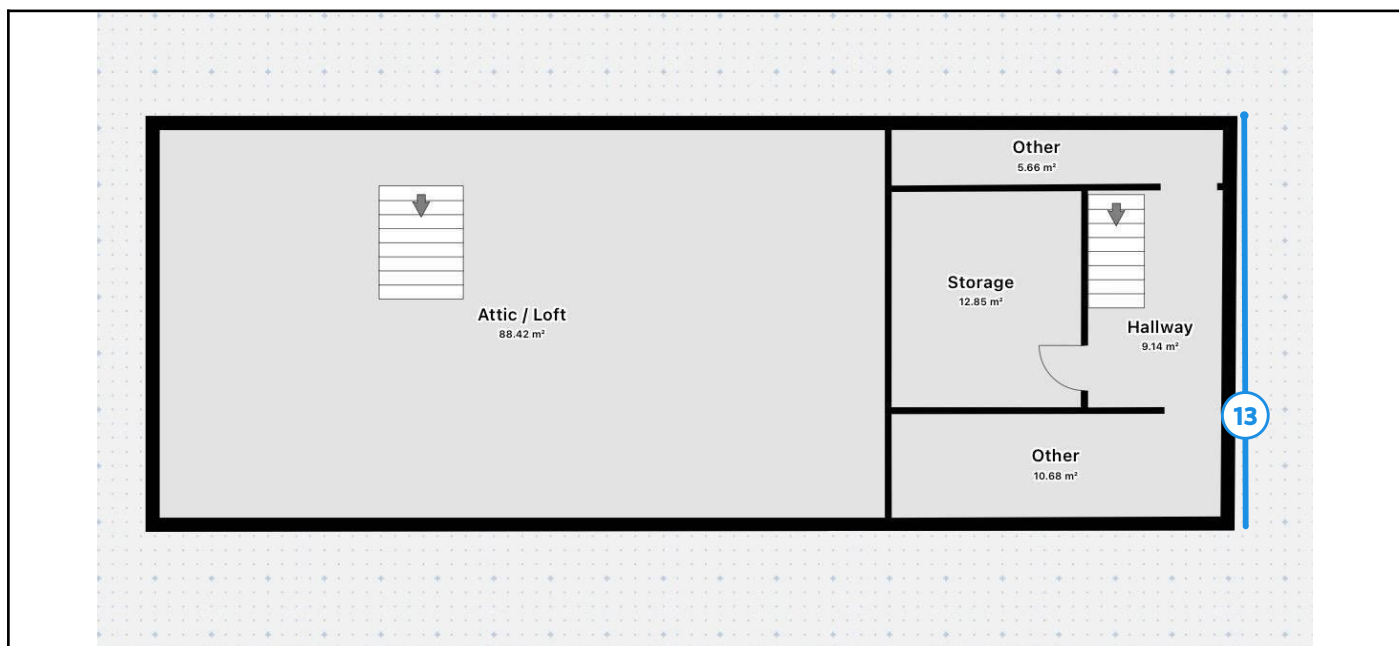 Other
5.66 m²
Storage
12.85 m²
Attic / Loft
88.42 m²
Hallway
9.14 m²
13
Other
10.68 m²